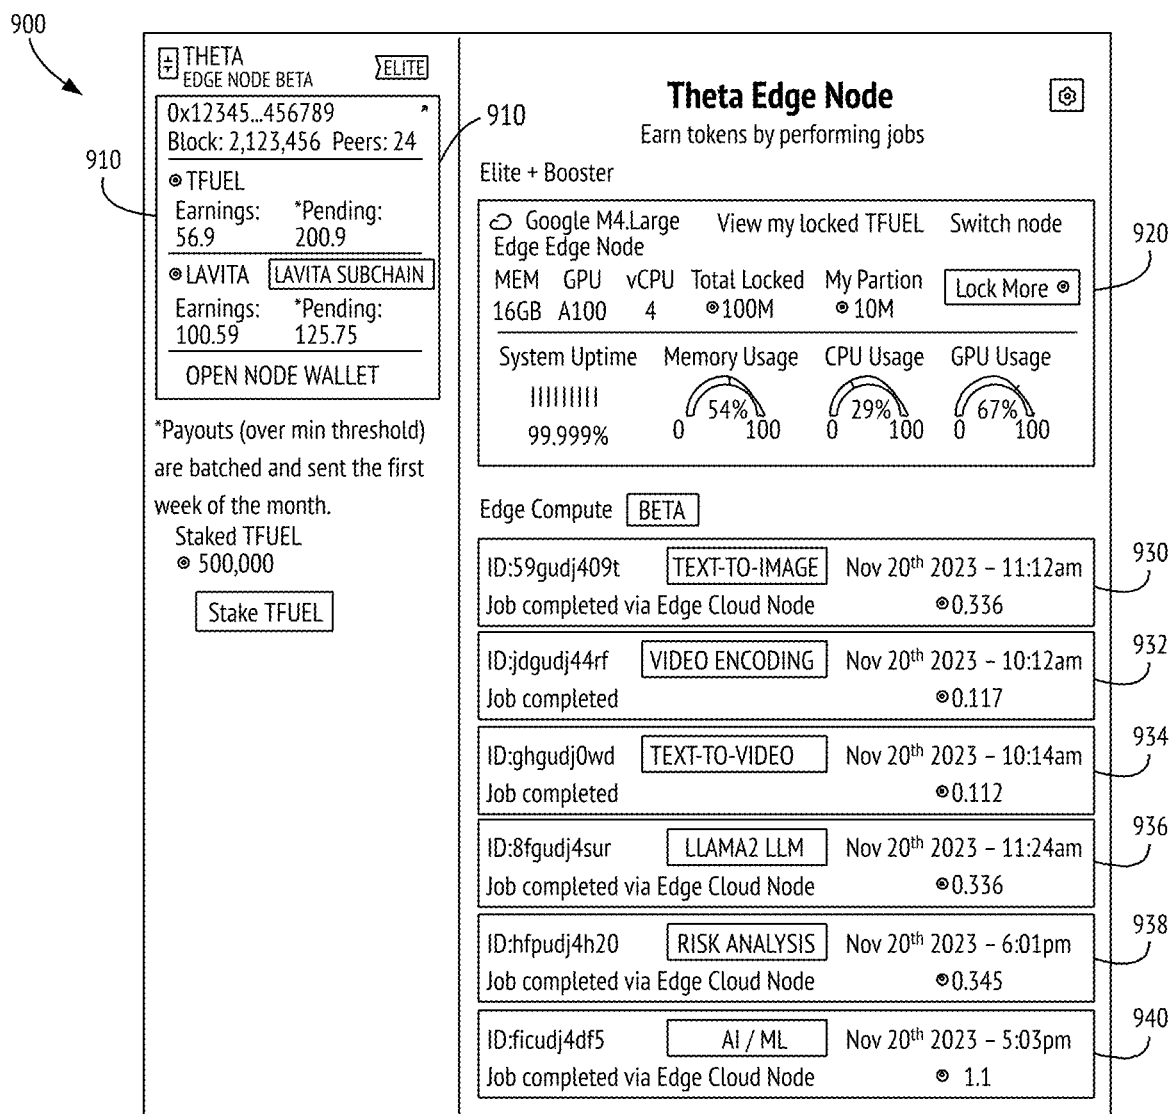 900
THETA
EDGE NODE BETA
ELITE
0x12345...456789
Block: 2,123,456 Peers: 24
910
910
TFUEL
Earnings: *Pending:
56.9 200.9
LAVITA LAVITA SUBCHAIN
Earnings: *Pending:
100.59 125.75
OPEN NODE WALLET
*Payouts (over min threshold)
are batched and sent the first
week of the month.
Staked TFUEL
500,000
Stake TFUEL
Theta Edge Node
Earn tokens by performing jobs
Elite + Booster
Google M4.Large View my locked TFUEL Switch node
Edge Edge Node
920
MEM GPU vCPU Total Locked My Partion Lock More
16GB A100 4 100M 10M
System Uptime Memory Usage CPU Usage GPU Usage
54% 29% 67%
99.999% 0 100 0 100 0 100
Edge Compute BETA
930
ID:59gudj409t TEXT-TO-IMAGE Nov 20th 2023 – 11:12am
Job completed via Edge Cloud Node 0.336
932
ID:jdgudj44rf VIDEO ENCODING Nov 20th 2023 – 10:12am
Job completed 0.117
934
ID:ghgudj0wd TEXT-TO-VIDEO Nov 20th 2023 – 10:14am
Job completed 0.112
936
ID:8fgudj4sur LLAMA2 LLM Nov 20th 2023 – 11:24am
Job completed via Edge Cloud Node 0.336
938
ID:hfpudj4h20 RISK ANALYSIS Nov 20th 2023 – 6:01pm
Job completed via Edge Cloud Node 0.345
940
ID:ficudj4df5 AI / ML Nov 20th 2023 – 5:03pm
Job completed via Edge Cloud Node 1.1